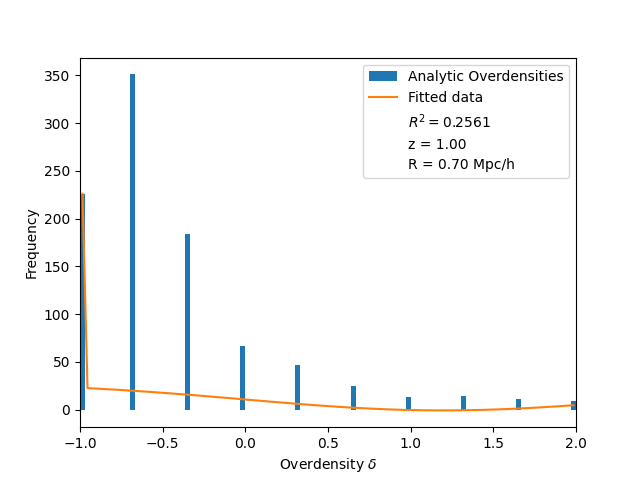 Analytic Overdensities
Fitted data
R² = 0.2561
z = 1.00
R = 0.70 Mpc/h
350
300
250
200
150
100
50
0
Frequency
−1.0 −0.5 0.0 0.5 1.0 1.5 2.0
Overdensity δ